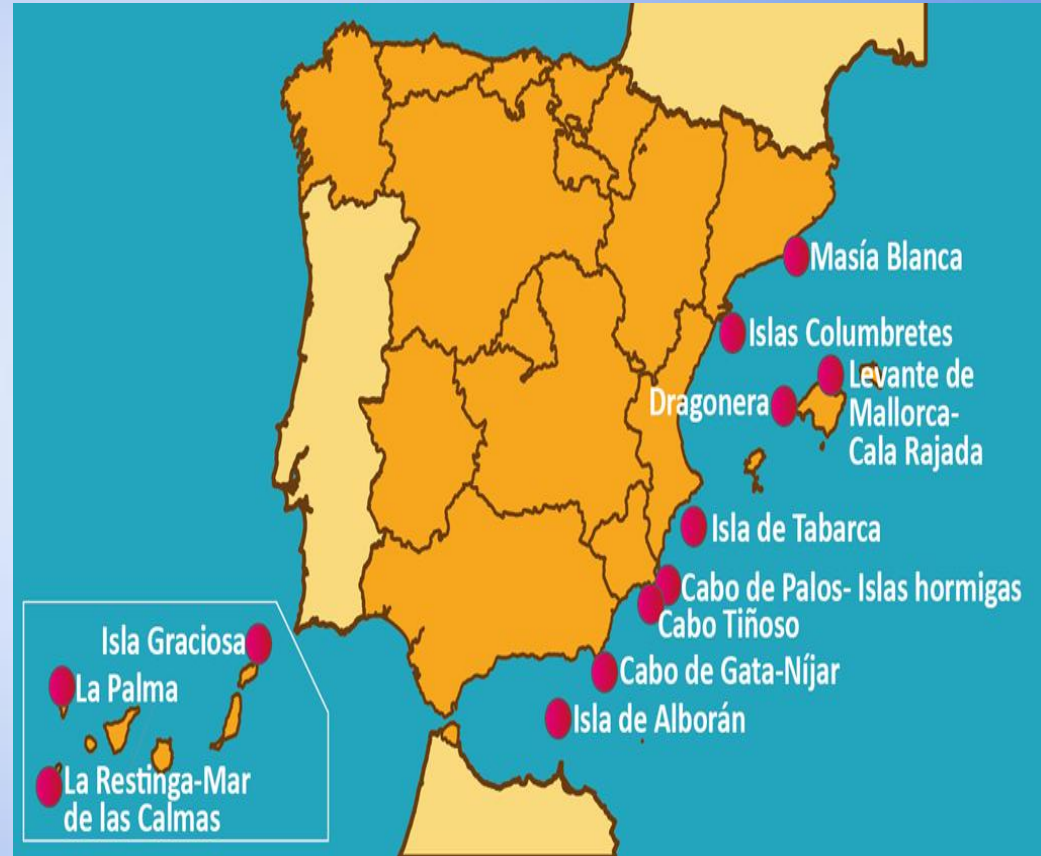 Masía Blanca
Islas Columbretes
Levante de
Mallorca-
Cala Rajada
Dragonera
Isla de Tabarca
Cabo de Palos- Islas hormigas
Cabo Tiñoso
Cabo de Gata-Níjar
Isla de Alborán
Isla Graciosa
La Palma
La Restinga-Mar
de las Calmas